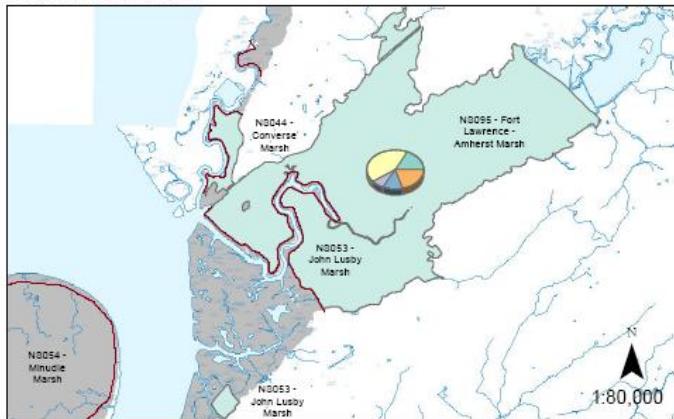 NS044 -
Converse
Marsh
NS095 - Fort
Lawrence -
Amherst Marsh
NS053 -
John Lusby
Marsh
NS054 -
Minudie
Marsh
NS053 -
John Lusby
Marsh
N
1:80,000